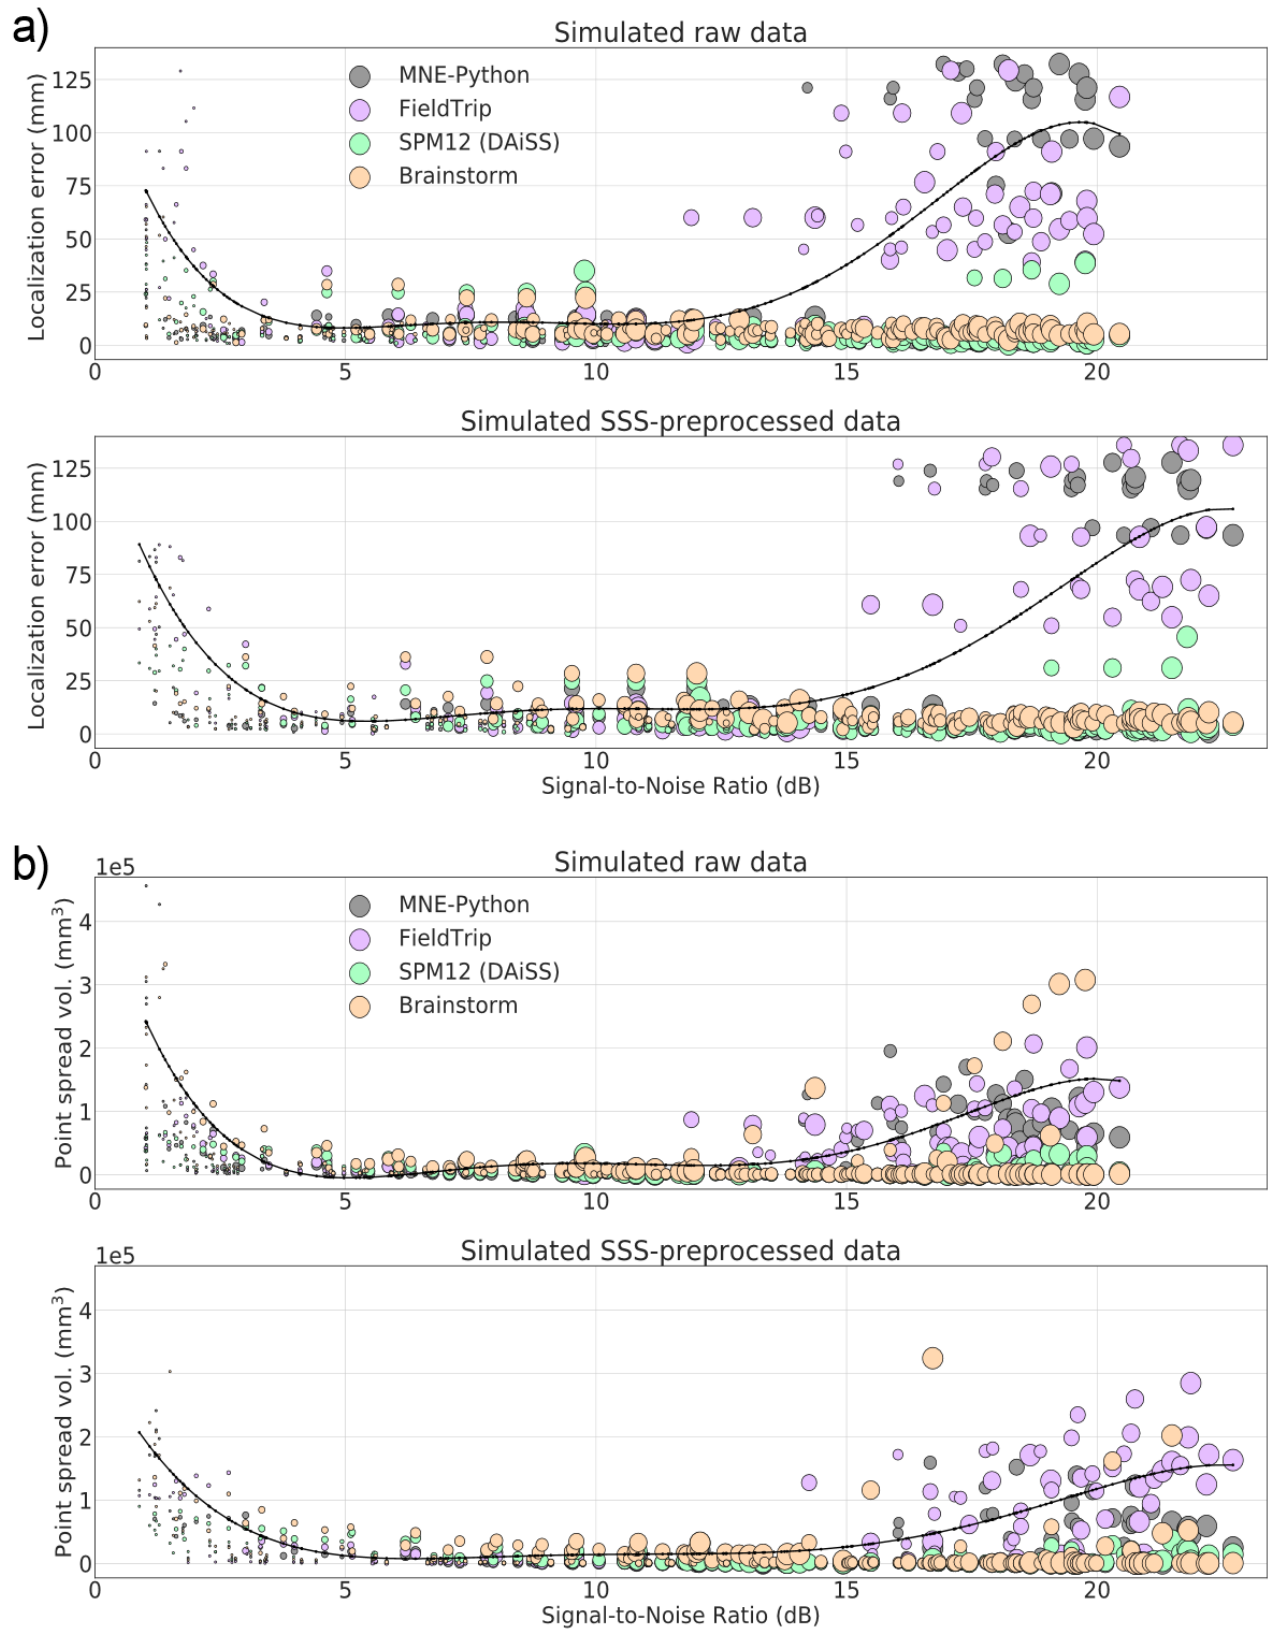 a)
Simulated raw data
Localization error (mm)
125
100
75
50
25
0
MNE-Python
FieldTrip
SPM12 (DAiSS)
Brainstorm
0 5 10 15 20
Simulated SSS-preprocessed data
Localization error (mm)
125
100
75
50
25
0
0 5 10 15 20
Signal-to-Noise Ratio (dB)
b)
Simulated raw data
1e5
Point spread vol. (mm³)
4
3
2
1
0
MNE-Python
FieldTrip
SPM12 (DAiSS)
Brainstorm
0 5 10 15 20
Simulated SSS-preprocessed data
1e5
Point spread vol. (mm³)
4
3
2
1
0
0 5 10 15 20
Signal-to-Noise Ratio (dB)